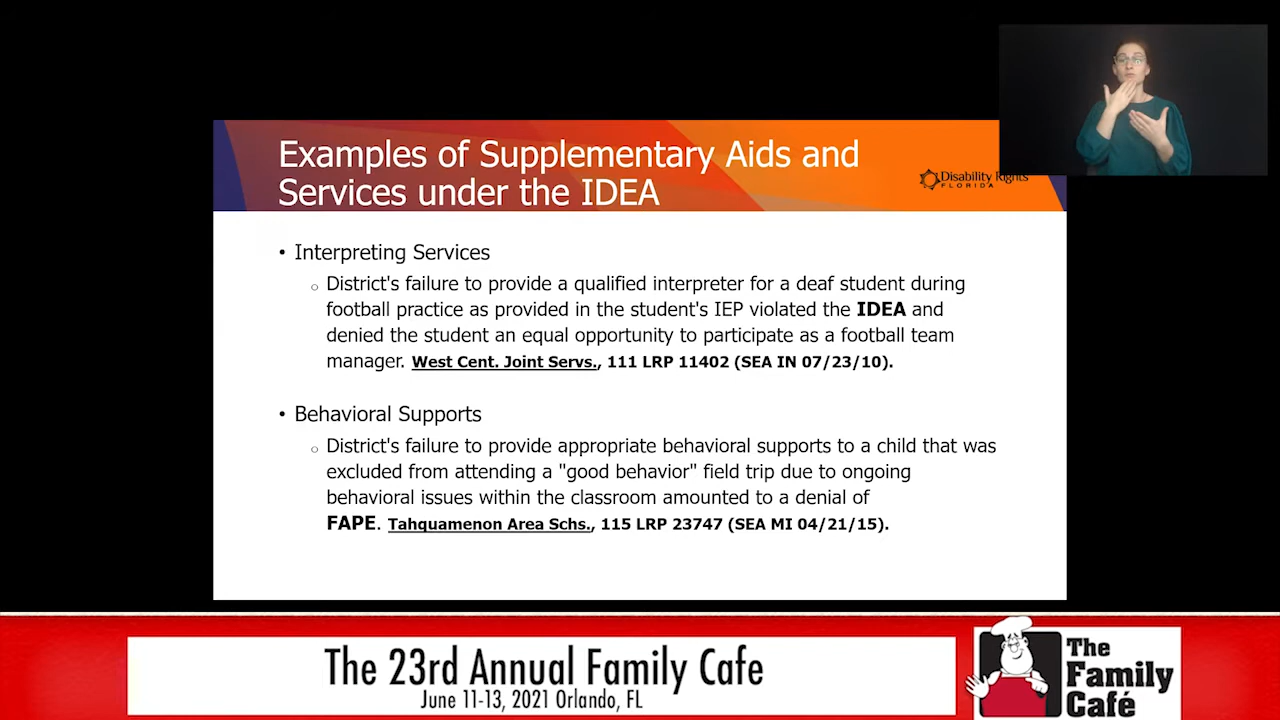 Examples of Supplementary Aids and
Services under the IDEA
Disability Rights
FLORIDA
• Interpreting Services
○ District's failure to provide a qualified interpreter for a deaf student during
football practice as provided in the student's IEP violated the IDEA and
denied the student an equal opportunity to participate as a football team
manager. West Cent. Joint Servs., 111 LRP 11402 (SEA IN 07/23/10).
• Behavioral Supports
○ District's failure to provide appropriate behavioral supports to a child that was
excluded from attending a "good behavior" field trip due to ongoing
behavioral issues within the classroom amounted to a denial of
FAPE. Tahquamenon Area Schs., 115 LRP 23747 (SEA MI 04/21/15).
The 23rd Annual Family Cafe
June 11-13, 2021 Orlando, FL
The
Family
Café